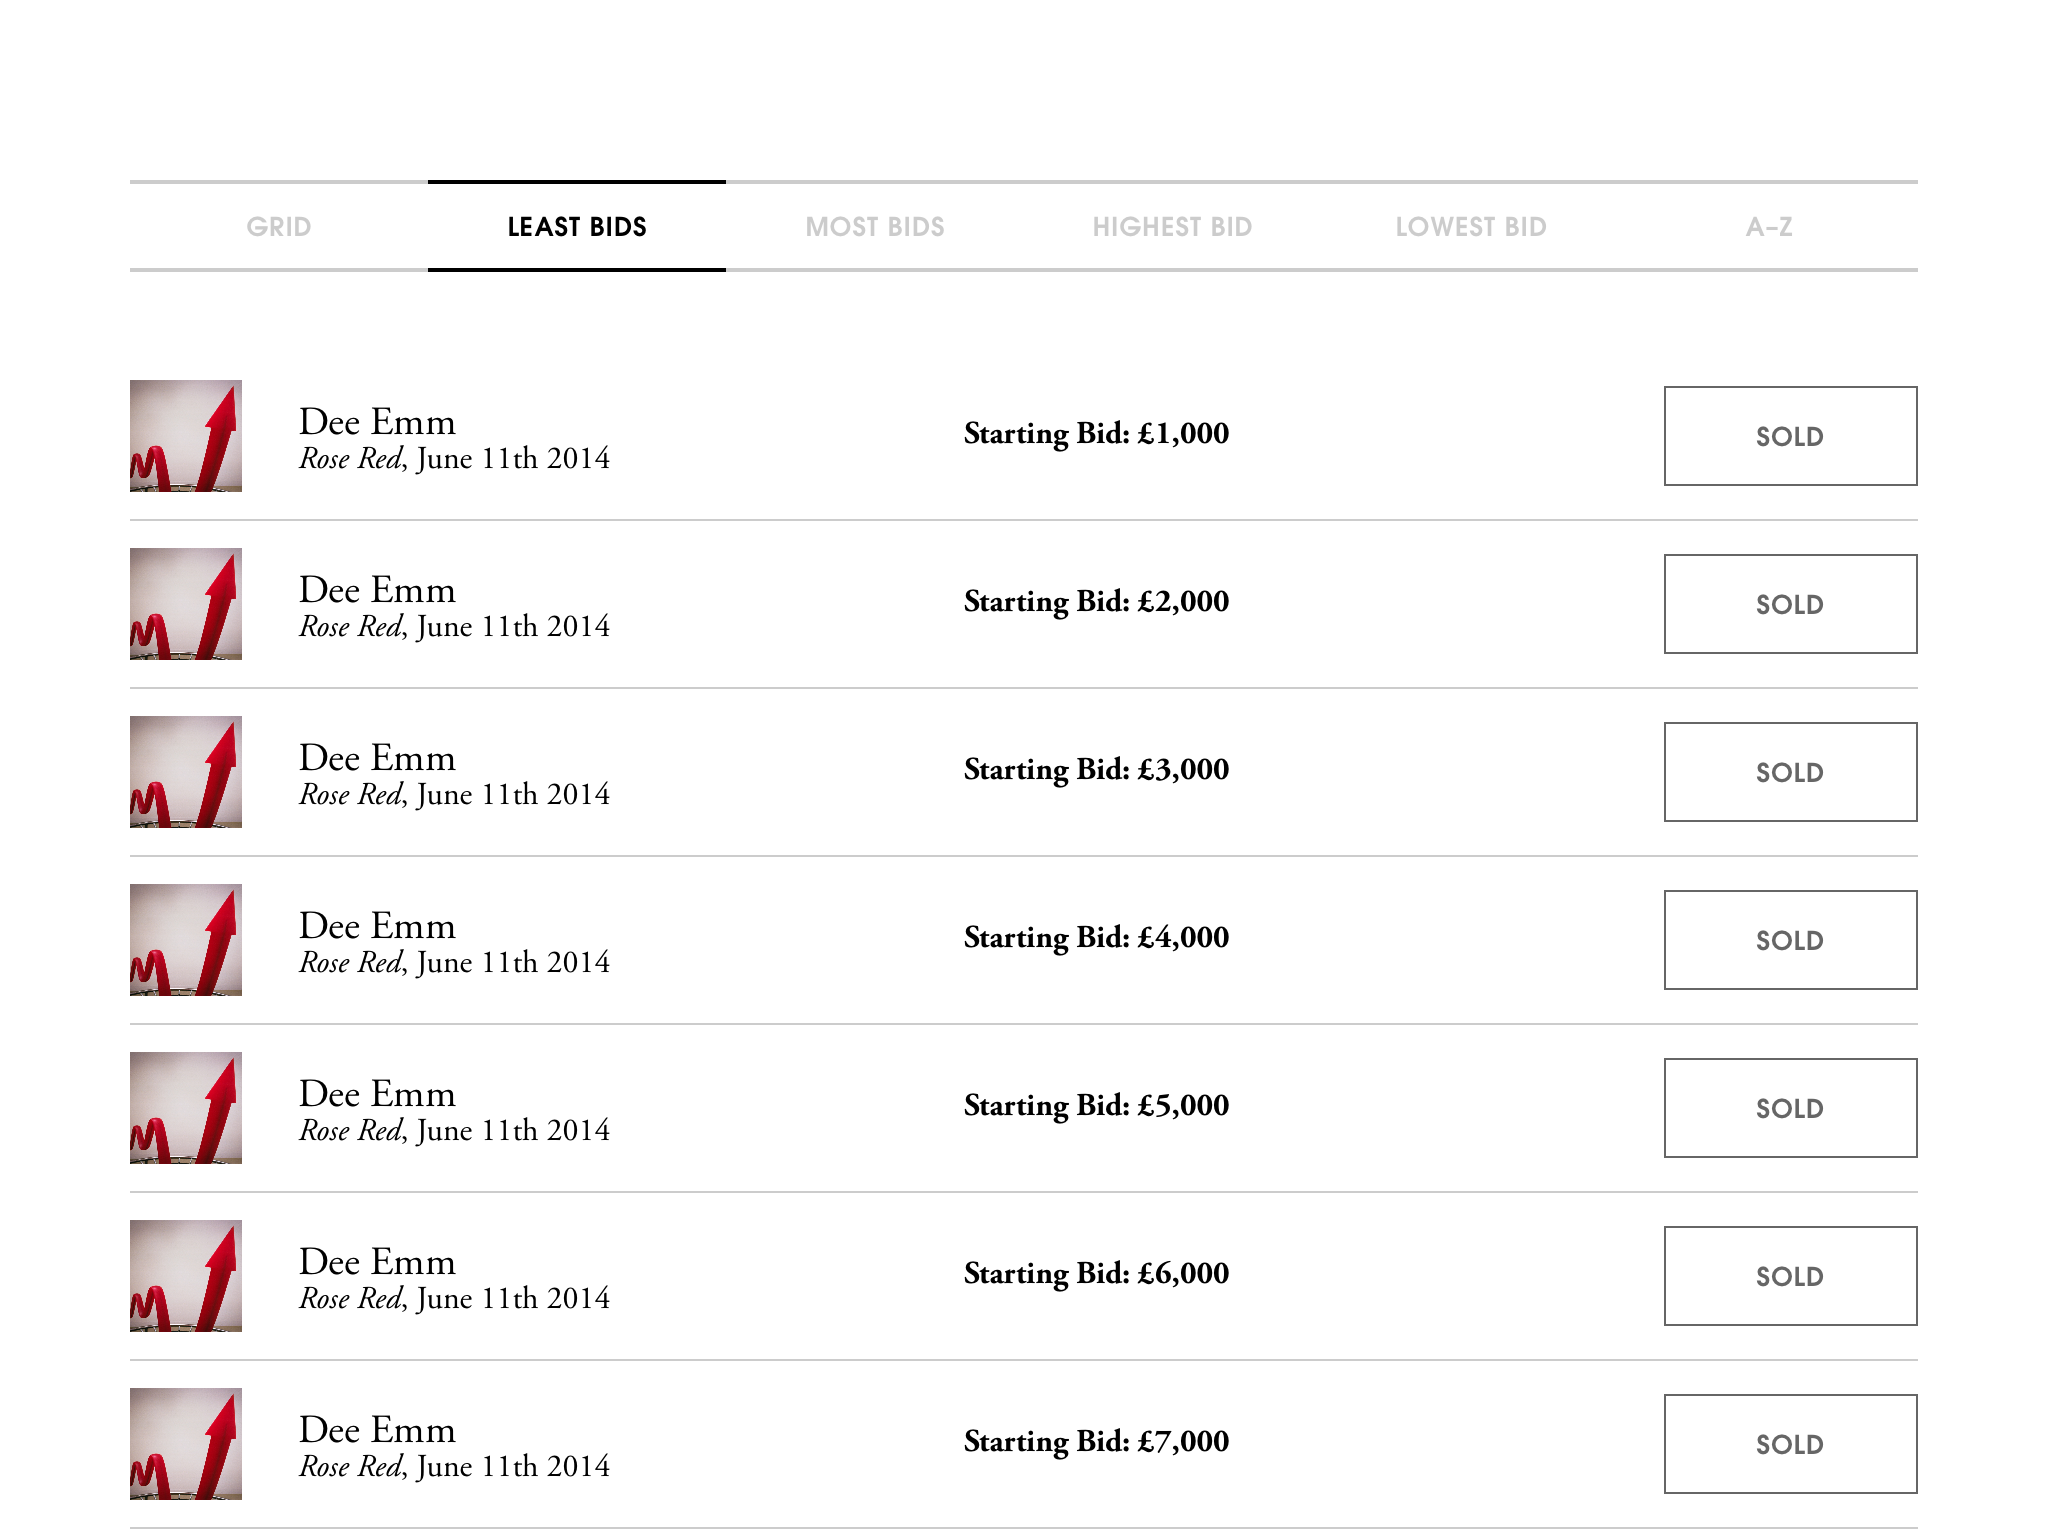 GRID LEAST BIDS MOST BIDS HIGHEST BID LOWEST BID A–Z
Dee Emm
Rose Red, June 11th 2014
Starting Bid: £1,000
SOLD
Dee Emm
Rose Red, June 11th 2014
Starting Bid: £2,000
SOLD
Dee Emm
Rose Red, June 11th 2014
Starting Bid: £3,000
SOLD
Dee Emm
Rose Red, June 11th 2014
Starting Bid: £4,000
SOLD
Dee Emm
Rose Red, June 11th 2014
Starting Bid: £5,000
SOLD
Dee Emm
Rose Red, June 11th 2014
Starting Bid: £6,000
SOLD
Dee Emm
Rose Red, June 11th 2014
Starting Bid: £7,000
SOLD